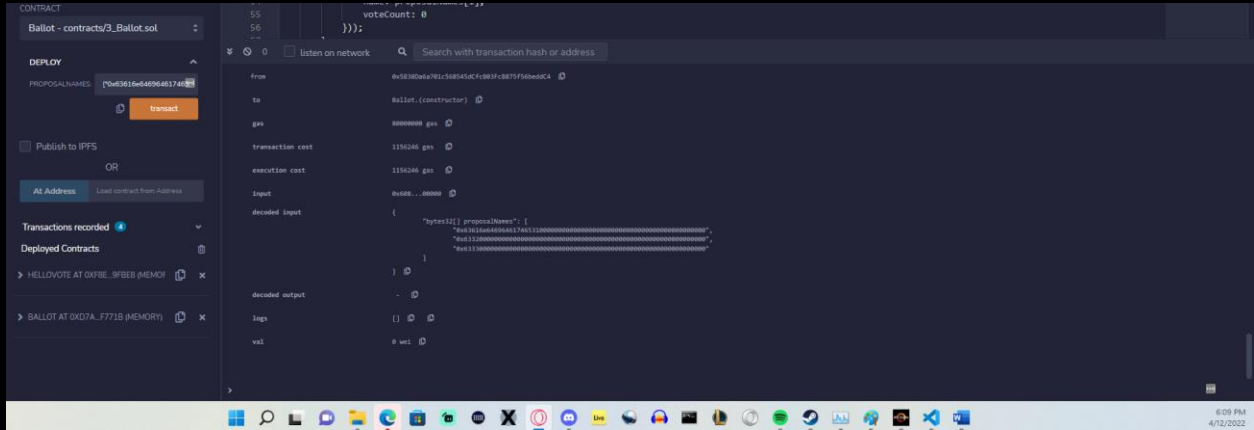 CONTRACT
Ballot - contracts/3_Ballot.sol
DEPLOY
PROPOSALNAMES:
transact
Publish to IPFS
OR
At Address Load contract from Address
Transactions recorded 4
Deployed Contracts
HELLOVOTE AT 0XF8E...9FBE8 (MEMOR
BALLOT AT 0XD7A...F771B (MEMORY)
55 voteCount: 0
56 }));
0 listen on network Search with transaction hash or address
from
to Ballot.(constructor)
gas 80000000 gas
transaction cost 1156246 gas
execution cost 1156246 gas
input 0x608...00000
decoded input {
"bytes32[] proposalNames": [
]
}
decoded output -
logs []
val 0 wei
>
Live
6:09 PM
4/12/2022